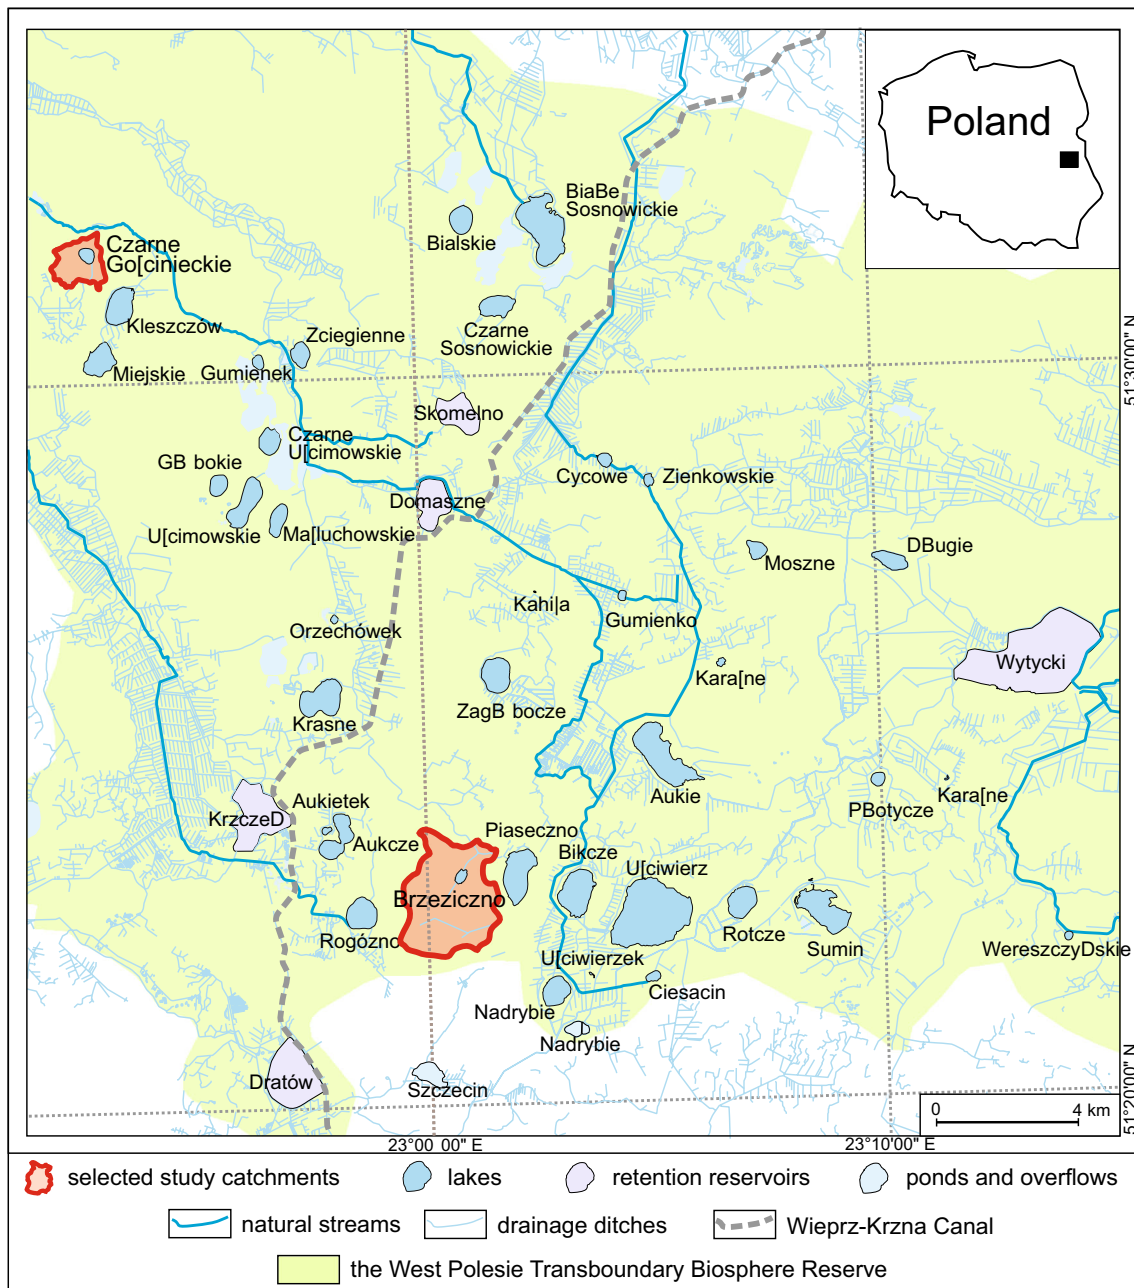 Poland
BiaBe
Sosnowickie
Bialskie
Czarne
Go[cinieckie
Kleszczów
Czarne
Sosnowickie
Zciegienne
Miejskie
Gumienek
51°30'00" N
Skomelno
Czarne
U[cimowskie
GB bokie
Cycowe
Zienkowskie
Domaszne
U[cimowskie
Ma[luchowskie
DBugie
Moszne
Kahi|a
Gumienko
Orzechówek
Wytycki
Kara[ne
ZagB bocze
Krasne
Aukie
Kara[ne
PBotycze
KrzczeD
Aukietek
Aukcze
Piaseczno
Bikcze
U[ciwierz
Brzeziczno
Rogózno
Rotcze
Sumin
WereszczyDskie
U[ciwierzek
Ciesacin
Nadrybie
Nadrybie
Dratów
Szczecin
0 4 km
51°20'00" N
23°00 00" E
23°10'00" E
selected study catchments
lakes
retention reservoirs
ponds and overflows
natural streams
drainage ditches
Wieprz-Krzna Canal
the West Polesie Transboundary Biosphere Reserve